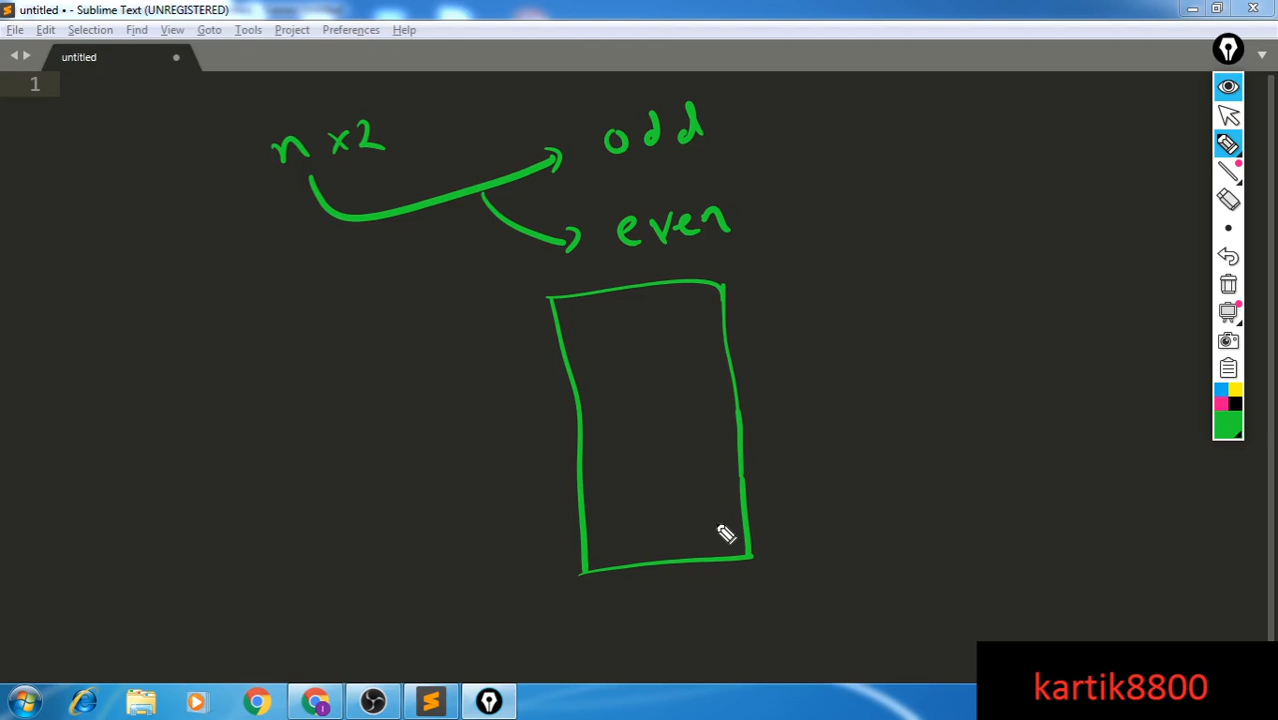 untitled • - Sublime Text (UNREGISTERED)
File Edit Selection Find View Goto Tools Project Preferences Help
untitled
1
n x2
odd
even
kartik8800